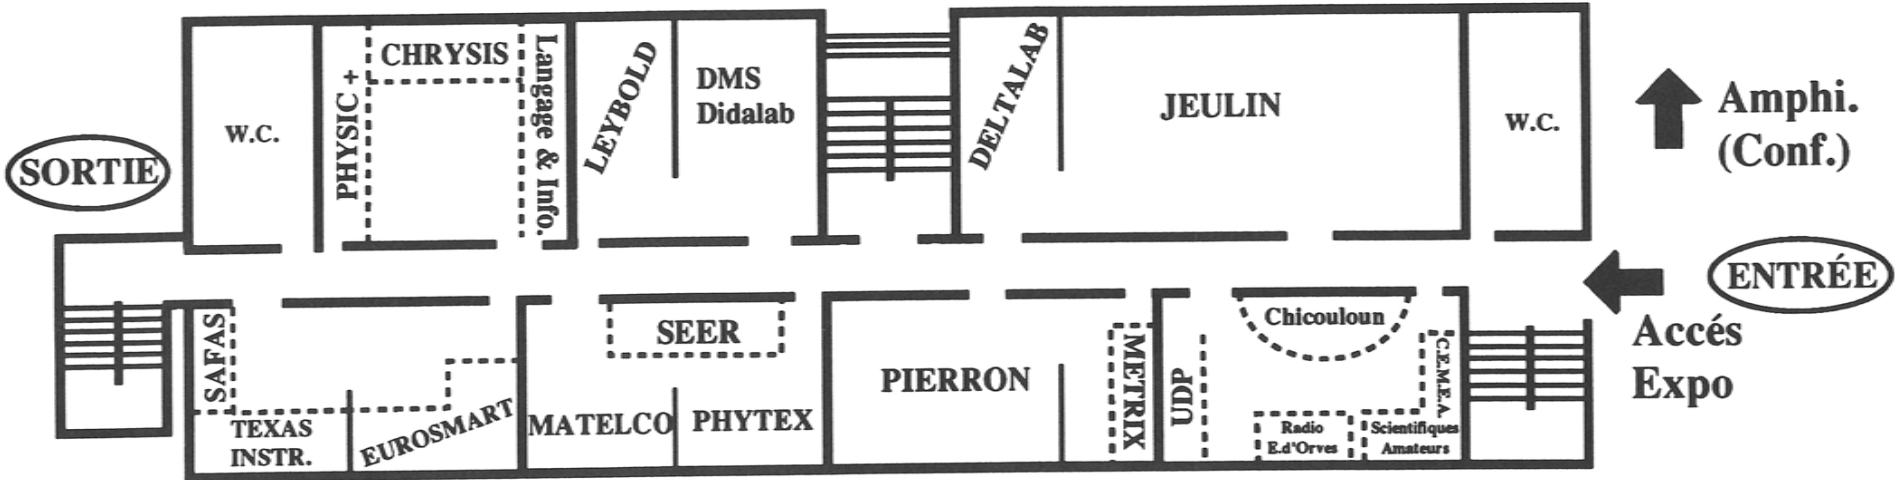 SORTIE
W.C.
PHYSIC +
CHRYSIS
Langage & Info.
LEYBOLD
DMS
Didalab
DELTALAB
JEULIN
W.C.
Amphi.
(Conf.)
ENTRÉE
Accés
Expo
SAFAS
TEXAS
INSTR.
EUROSMART
SEER
MATELCO
PHYTEX
PIERRON
METRIX
UDP
Chicouloun
C.E.M.E.A.
Radio
E.d'Orves
Scientifiques
Amateurs